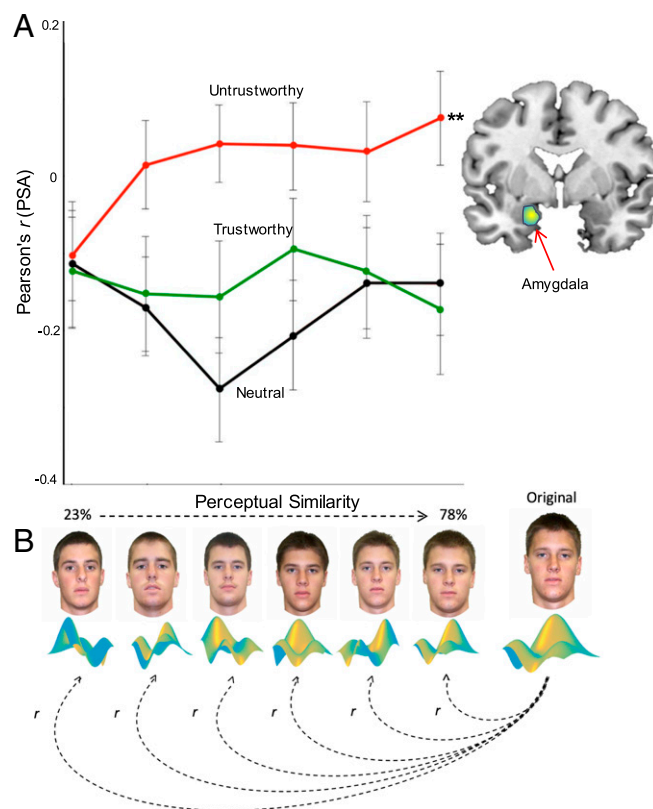 A
0.2
0
-0.2
-0.4
Pearson's r (PSA)
Untrustworthy
**
Trustworthy
Neutral
Amygdala
Perceptual Similarity
23%
78%
Original
B
r
r
r
r
r
r